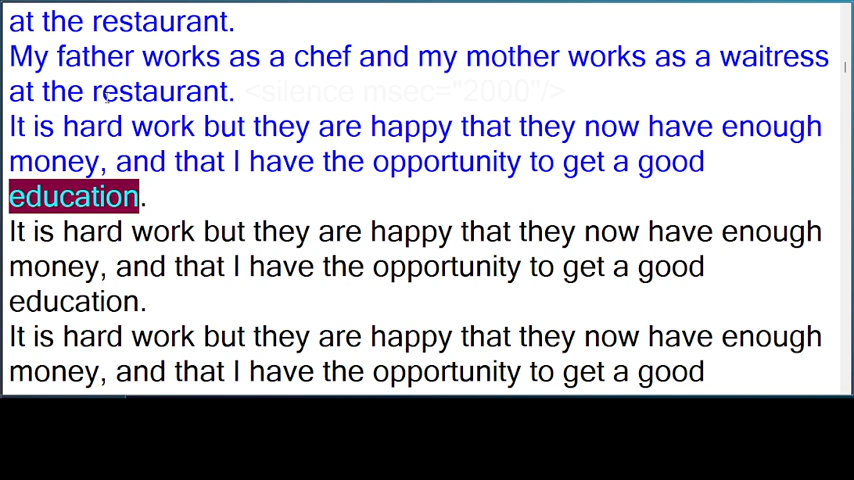 at the restaurant.
My father works as a chef and my mother works as a waitress
at the restaurant. <silence msec="2000"/>
It is hard work but they are happy that they now have enough
money, and that I have the opportunity to get a good
education.
It is hard work but they are happy that they now have enough
money, and that I have the opportunity to get a good
education.
It is hard work but they are happy that they now have enough
money, and that I have the opportunity to get a good